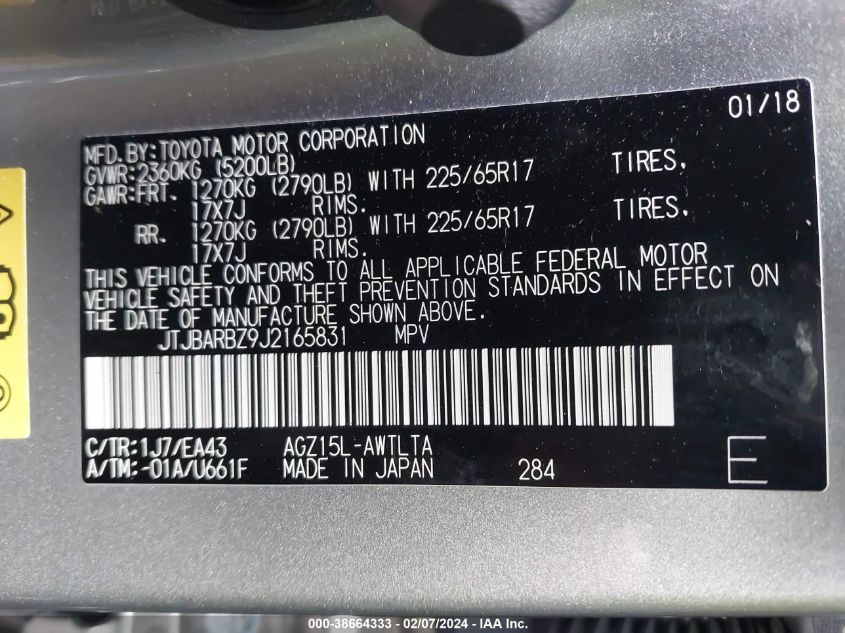 01/18
MFD.BY:TOYOTA MOTOR CORPORATION
GVWR:2360KG (5200LB)
GAWR:FRT. 1270KG (2790LB) WITH 225/65R17 TIRES.
17X7J RIMS.
RR. 1270KG (2790LB) WITH 225/65R17 TIRES.
17X7J RIMS.
THIS VEHICLE CONFORMS TO ALL APPLICABLE FEDERAL MOTOR
VEHICLE SAFETY AND THEFT PREVENTION STANDARDS IN EFFECT ON
THE DATE OF MANUFACTURE SHOWN ABOVE.
JTJBARBZ9J2165831 MPV
C/TR:1J7/EA43 AGZ15L-AWTLTA
A/TM:-01A/U661F MADE IN JAPAN 284 E
000-38664333 - 02/07/2024 - IAA Inc.